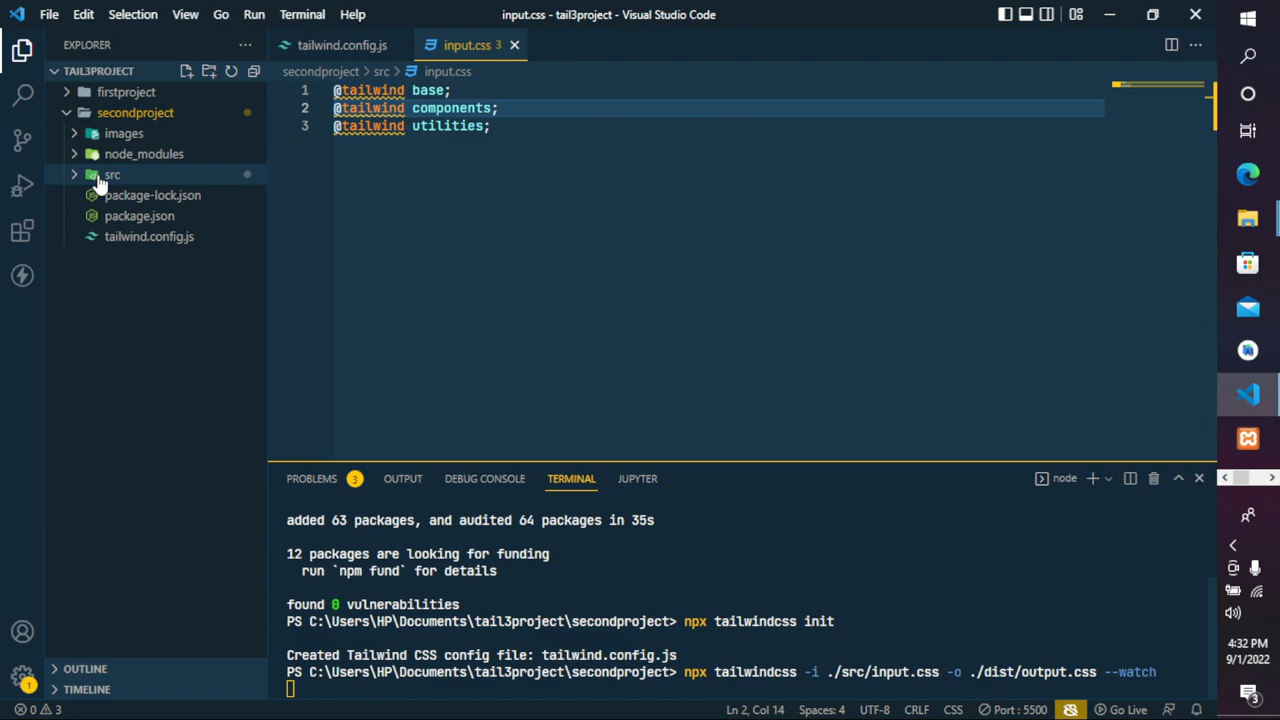 File Edit Selection View Go Run Terminal Help
input.css - tail3project - Visual Studio Code
EXPLORER
TAIL3PROJECT
firstproject
secondproject
images
node_modules
src
package-lock.json
package.json
tailwind.config.js
OUTLINE
TIMELINE
tailwind.config.js
input.css 3
secondproject > src > input.css
1 @tailwind base;
2 @tailwind components;
3 @tailwind utilities;
PROBLEMS 3 OUTPUT DEBUG CONSOLE TERMINAL JUPYTER
node
added 63 packages, and audited 64 packages in 35s
12 packages are looking for funding
run `npm fund` for details
found 0 vulnerabilities
PS C:\Users\HP\Documents\tail3project\secondproject> npx tailwindcss init
Created Tailwind CSS config file: tailwind.config.js
PS C:\Users\HP\Documents\tail3project\secondproject> npx tailwindcss -i ./src/input.css -o ./dist/output.css --watch
1
0 3
Ln 2, Col 14 Spaces: 4 UTF-8 CRLF CSS Port : 5500 Go Live
4:32 PM
9/1/2022
3